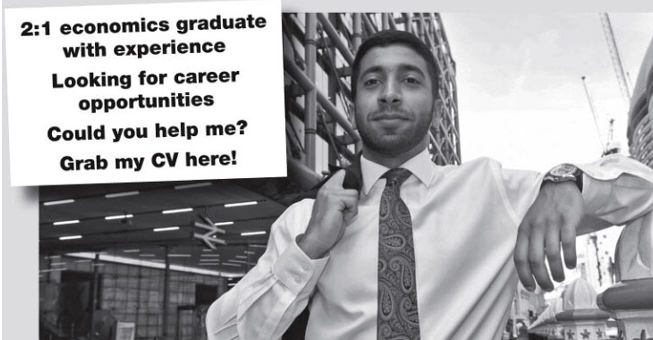 2:1 economics graduate
with experience
Looking for career
opportunities
Could you help me?
Grab my CV here!